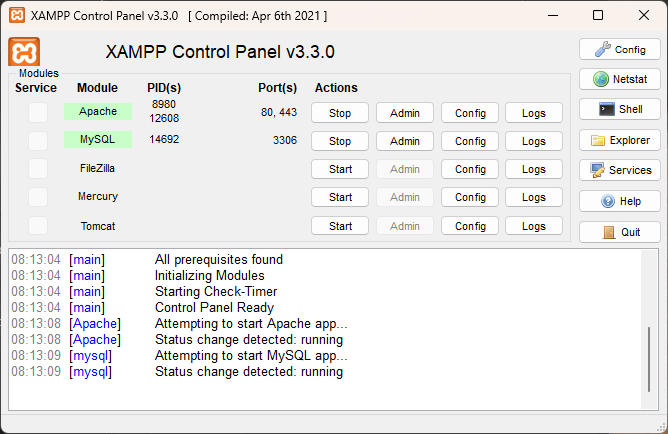 XAMPP Control Panel v3.3.0 [ Compiled: Apr 6th 2021 ]
XAMPP Control Panel v3.3.0
Config
Modules
Service Module PID(s) Port(s) Actions
Netstat
Apache 8980 12608 80, 443 Stop Admin Config Logs
Shell
MySQL 14692 3306 Stop Admin Config Logs
Explorer
FileZilla Start Admin Config Logs
Services
Mercury Start Admin Config Logs
Help
Tomcat Start Admin Config Logs
Quit
08:13:04 [main] All prerequisites found
08:13:04 [main] Initializing Modules
08:13:04 [main] Starting Check-Timer
08:13:04 [main] Control Panel Ready
08:13:08 [Apache] Attempting to start Apache app...
08:13:08 [Apache] Status change detected: running
08:13:09 [mysql] Attempting to start MySQL app...
08:13:09 [mysql] Status change detected: running